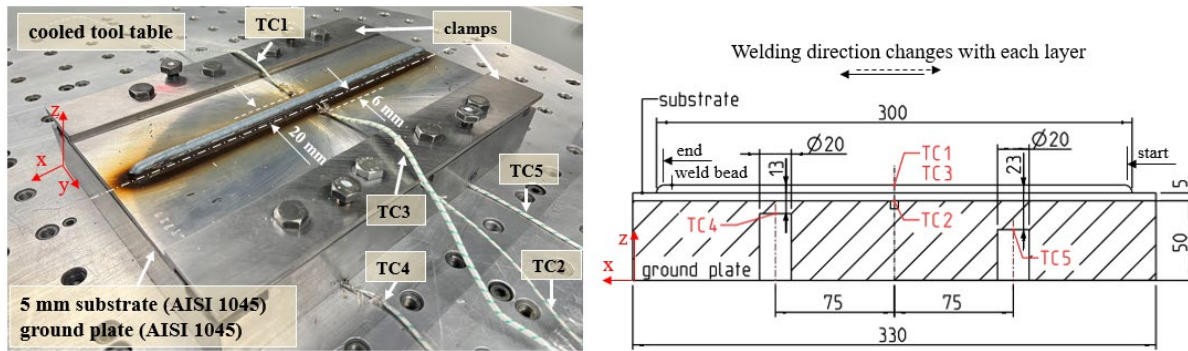 cooled tool table
TC1
clamps
6 mm
20 mm
TC5
TC3
TC2
TC4
z
x
y
5 mm substrate (AISI 1045)
ground plate (AISI 1045)
Welding direction changes with each layer
substrate
300
end
weld bead
13
Ø20
TC1
TC3
23
Ø20
start
5
TC4
TC2
TC5
50
z
x
ground plate
75
75
330